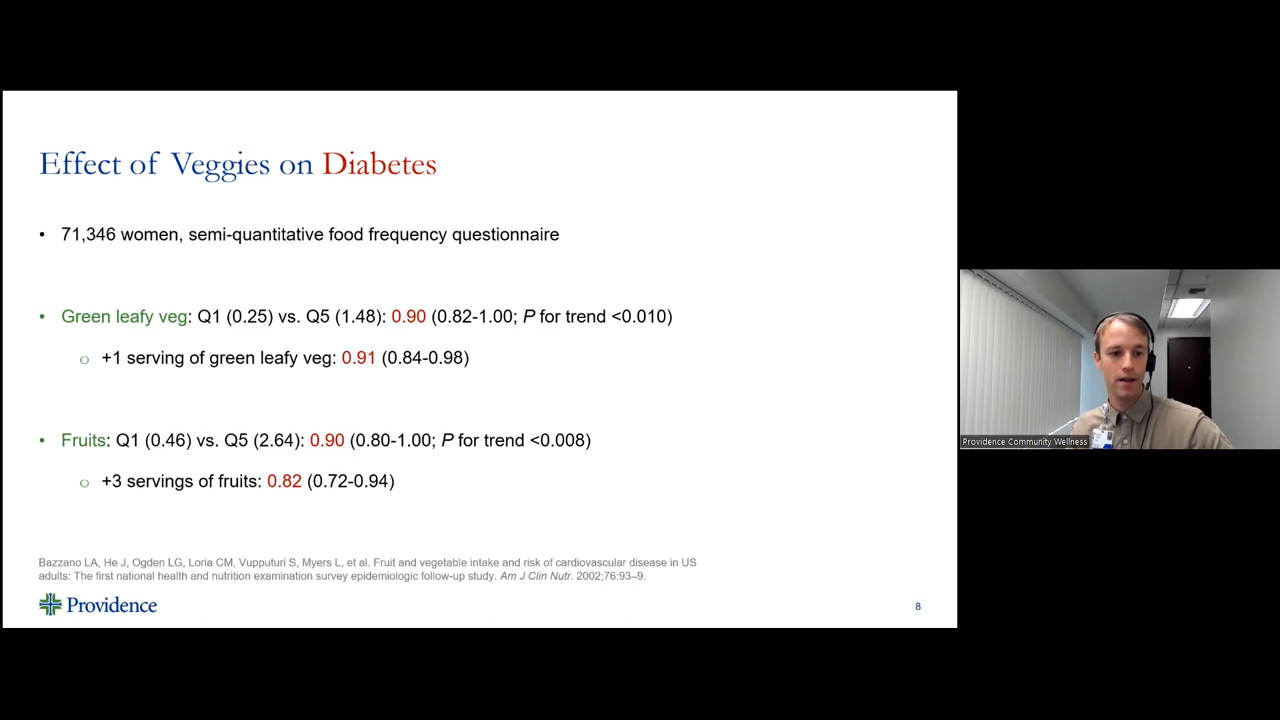 Effect of Veggies on Diabetes
• 71,346 women, semi-quantitative food frequency questionnaire
• Green leafy veg: Q1 (0.25) vs. Q5 (1.48): 0.90 (0.82-1.00; P for trend <0.010)
o +1 serving of green leafy veg: 0.91 (0.84-0.98)
• Fruits: Q1 (0.46) vs. Q5 (2.64): 0.90 (0.80-1.00; P for trend <0.008)
o +3 servings of fruits: 0.82 (0.72-0.94)
Bazzano LA, He J, Ogden LG, Loria CM, Vupputuri S, Myers L, et al. Fruit and vegetable intake and risk of cardiovascular disease in US
adults: The first national health and nutrition examination survey epidemiologic follow-up study. Am J Clin Nutr. 2002;76:93–9.
Providence
8
Providence Community Wellness